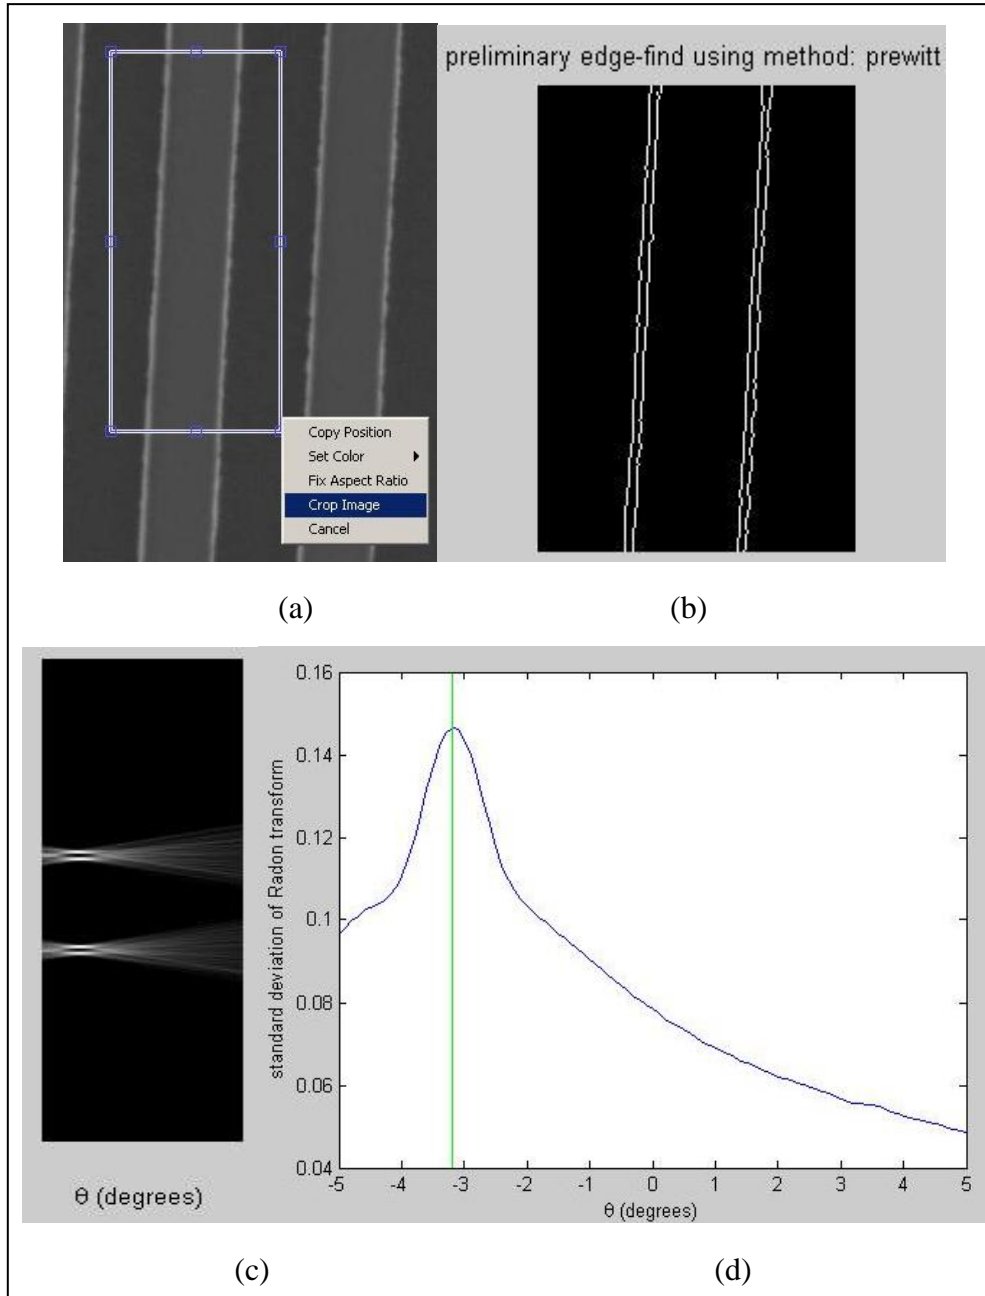 preliminary edge-find using method: prewitt
Copy Position
Set Color
Fix Aspect Ratio
Crop Image
Cancel
(a)
(b)
θ (degrees)
standard deviation of Radon transform
0.16
0.14
0.12
0.1
0.08
0.06
0.04
-5 -4 -3 -2 -1 0 1 2 3 4 5
θ (degrees)
(c)
(d)